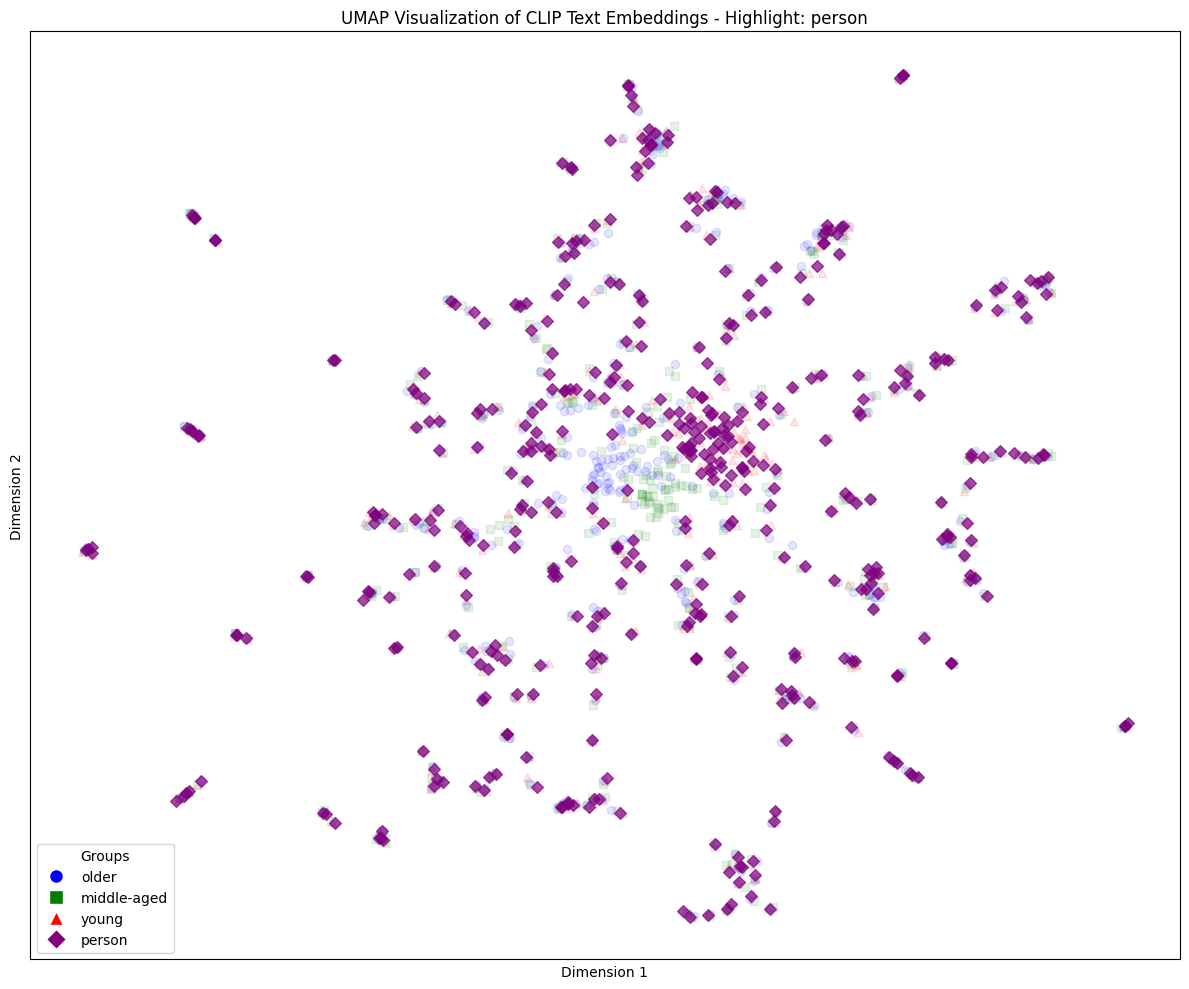 UMAP Visualization of CLIP Text Embeddings - Highlight: person
Dimension 2
Groups
older
middle-aged
young
person
Dimension 1